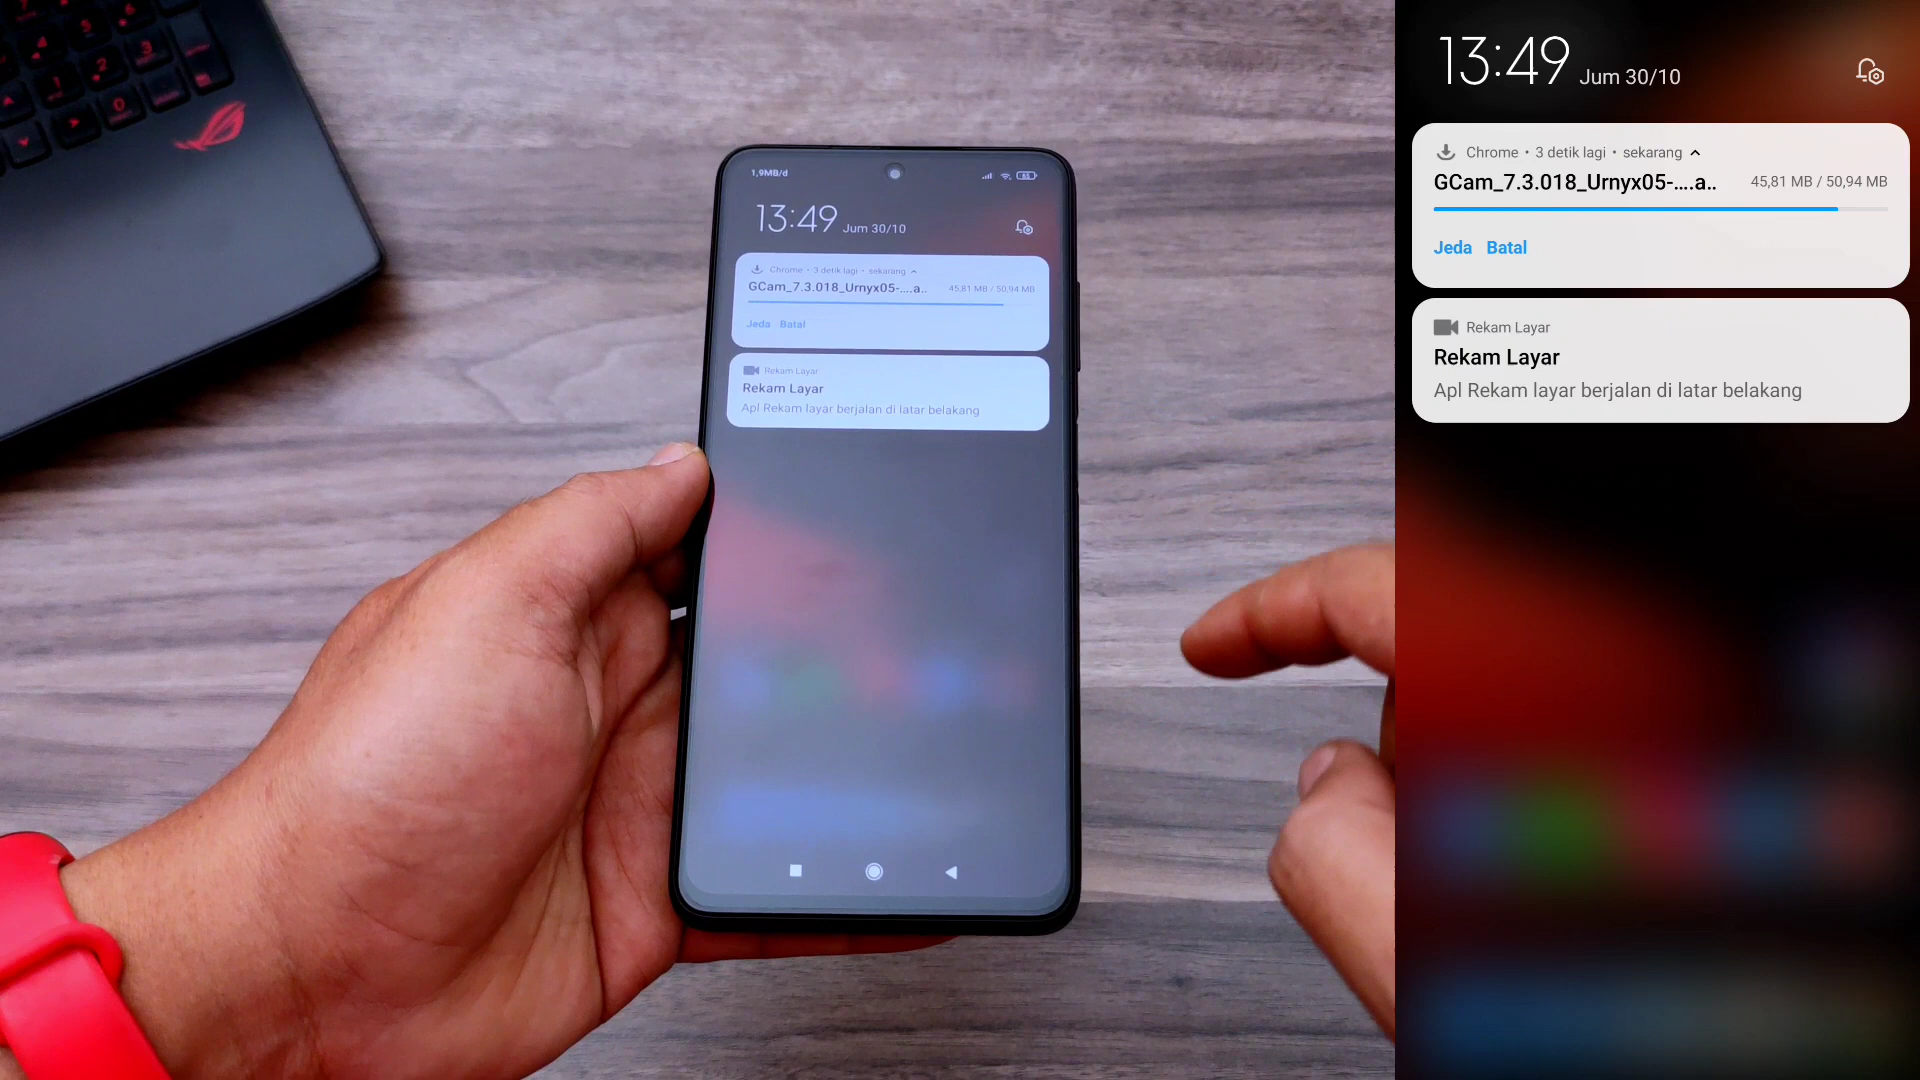 1,9MB/d
65
13:49 Jum 30/10
Chrome • 3 detik lagi • sekarang
GCam_7.3.018_Urnyx05-....a.. 45,81 MB / 50,94 MB
Jeda Batal
Rekam Layar
Rekam Layar
Apl Rekam layar berjalan di latar belakang
13:49 Jum 30/10
Chrome • 3 detik lagi • sekarang
GCam_7.3.018_Urnyx05-....a.. 45,81 MB / 50,94 MB
Jeda Batal
Rekam Layar
Rekam Layar
Apl Rekam layar berjalan di latar belakang